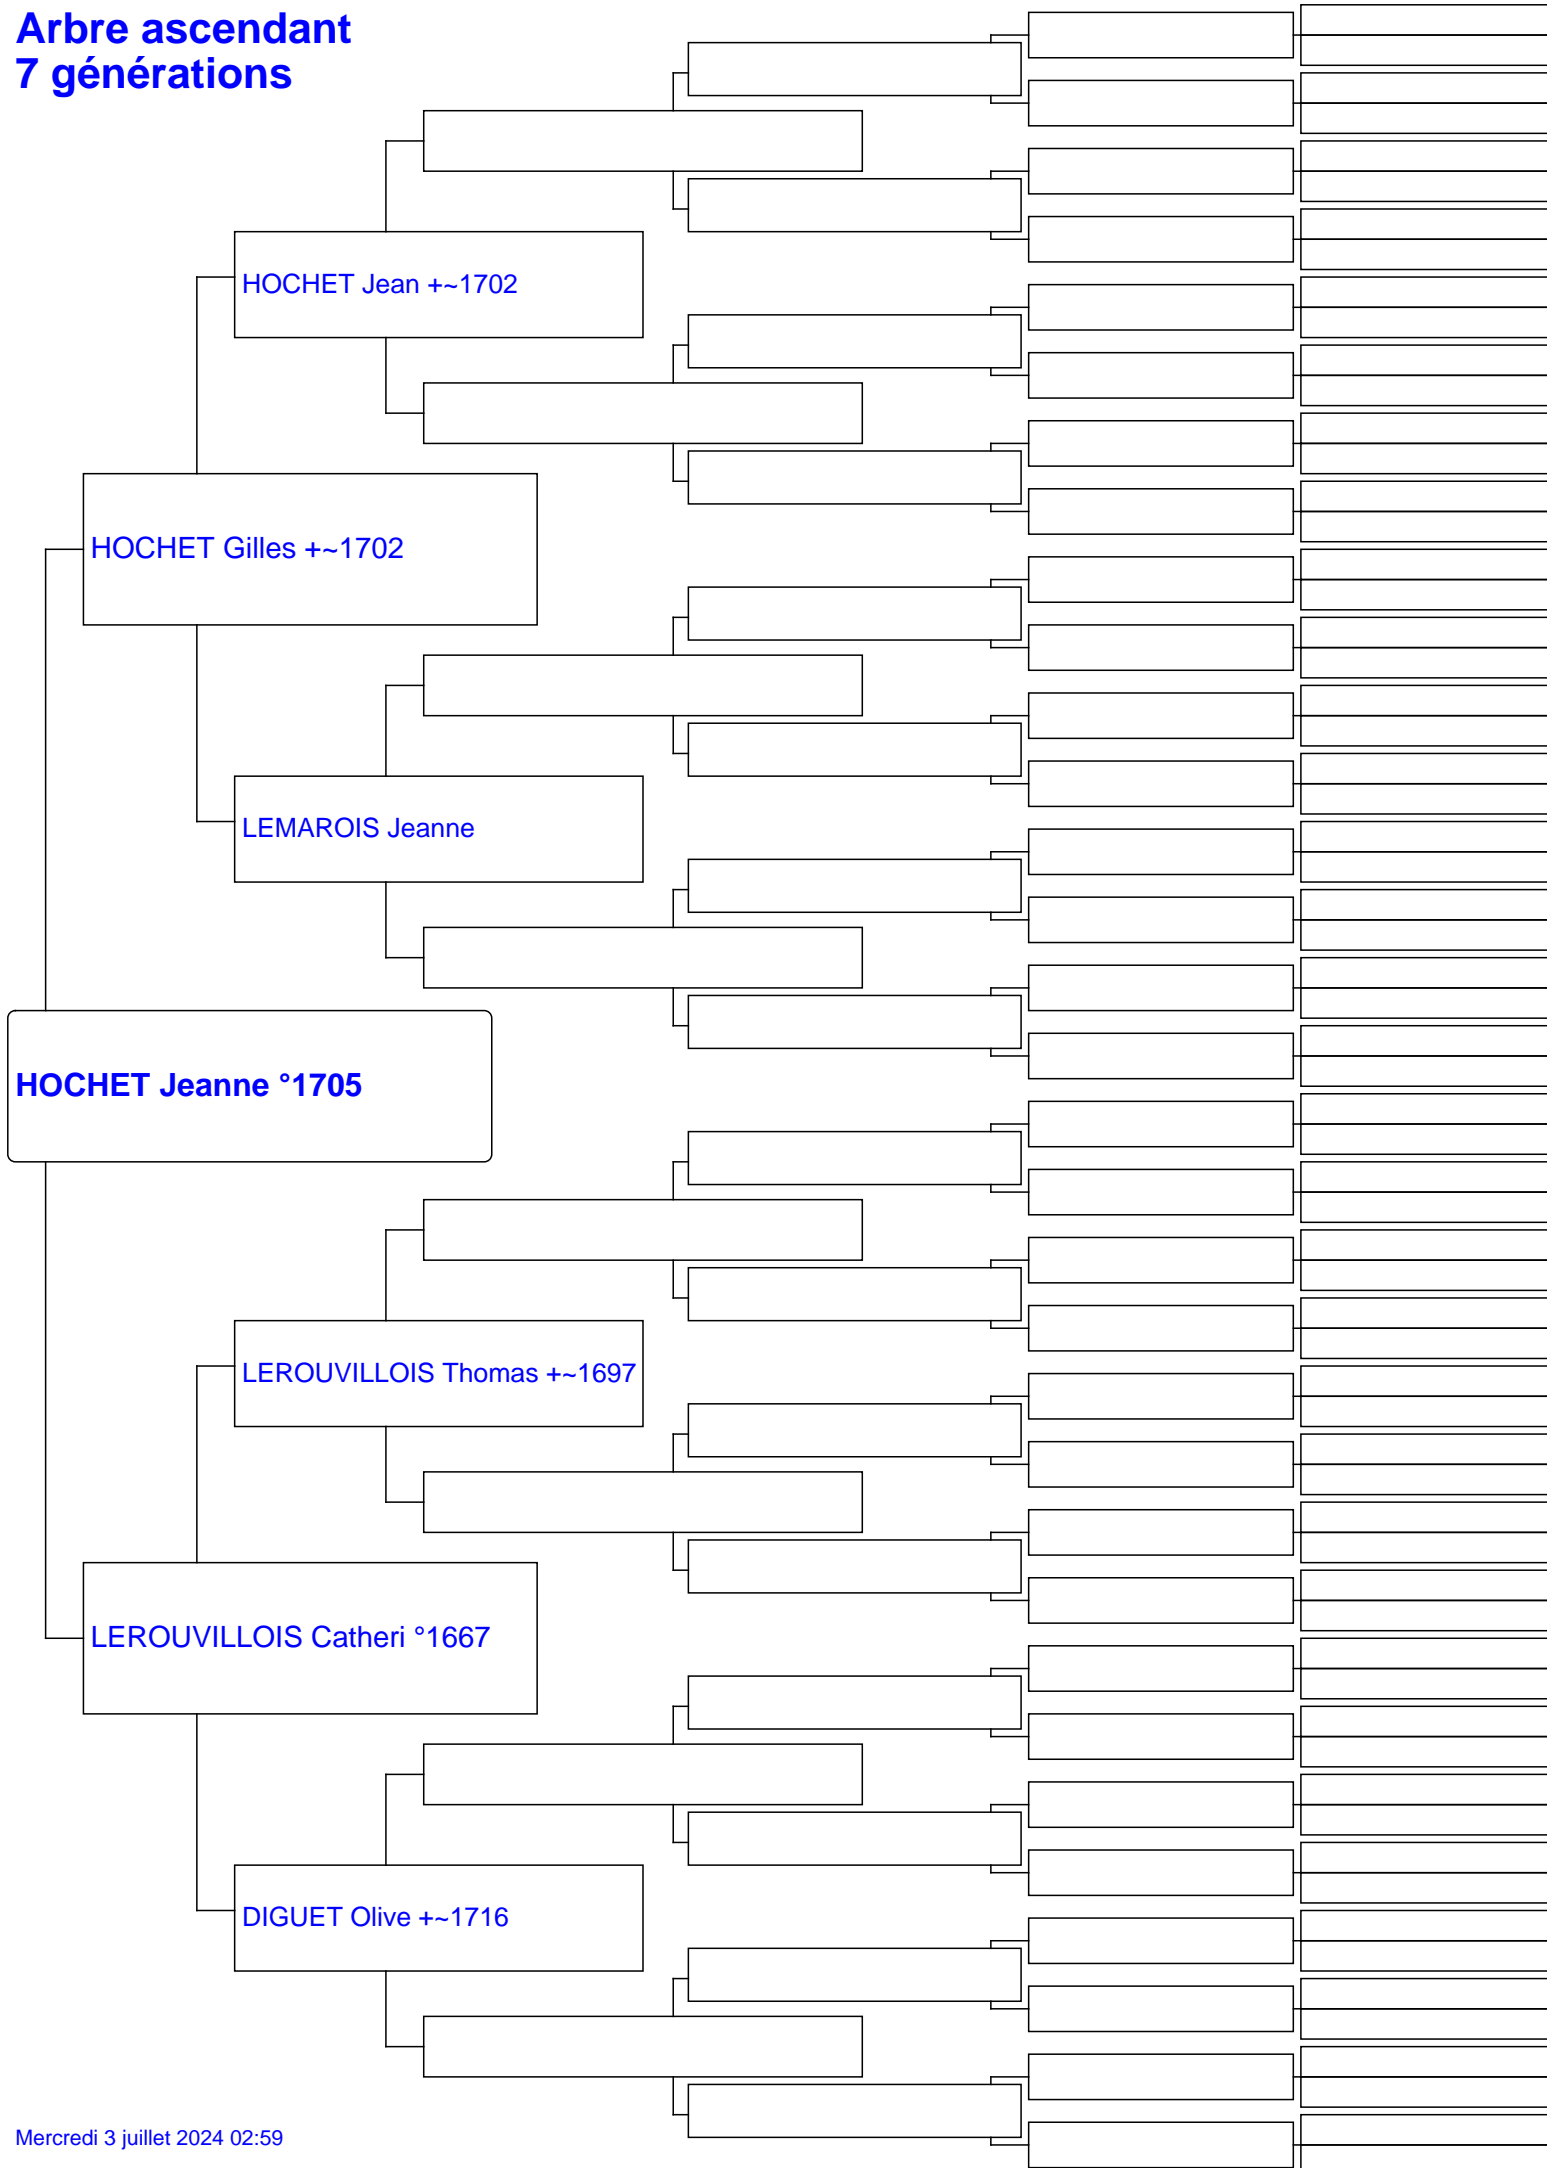 Arbre ascendant
7 générations
HOCHET Jean +~1702
HOCHET Gilles +~1702
LEMAROIS Jeanne
HOCHET Jeanne °1705
LEROUVILLOIS Thomas +~1697
LEROUVILLOIS Catheri °1667
DIGUET Olive +~1716
Mercredi 3 juillet 2024 02:59